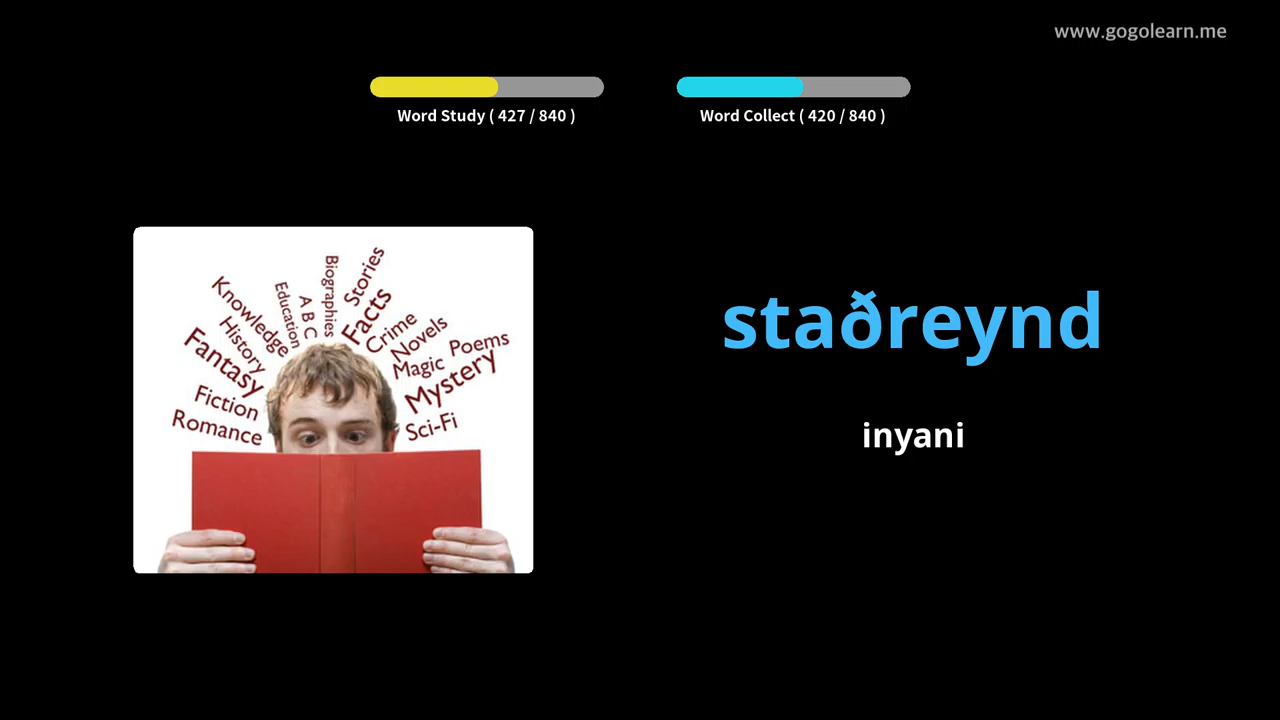 www.gogolearn.me
Word Study ( 427 / 840 )
Word Collect ( 420 / 840 )
Biographies
Stories
Knowledge
Education
A B C
Facts
Crime
History
Novels
Fantasy
Magic
Poems
Mystery
Fiction
Romance
Sci-Fi
staðreynd
inyani